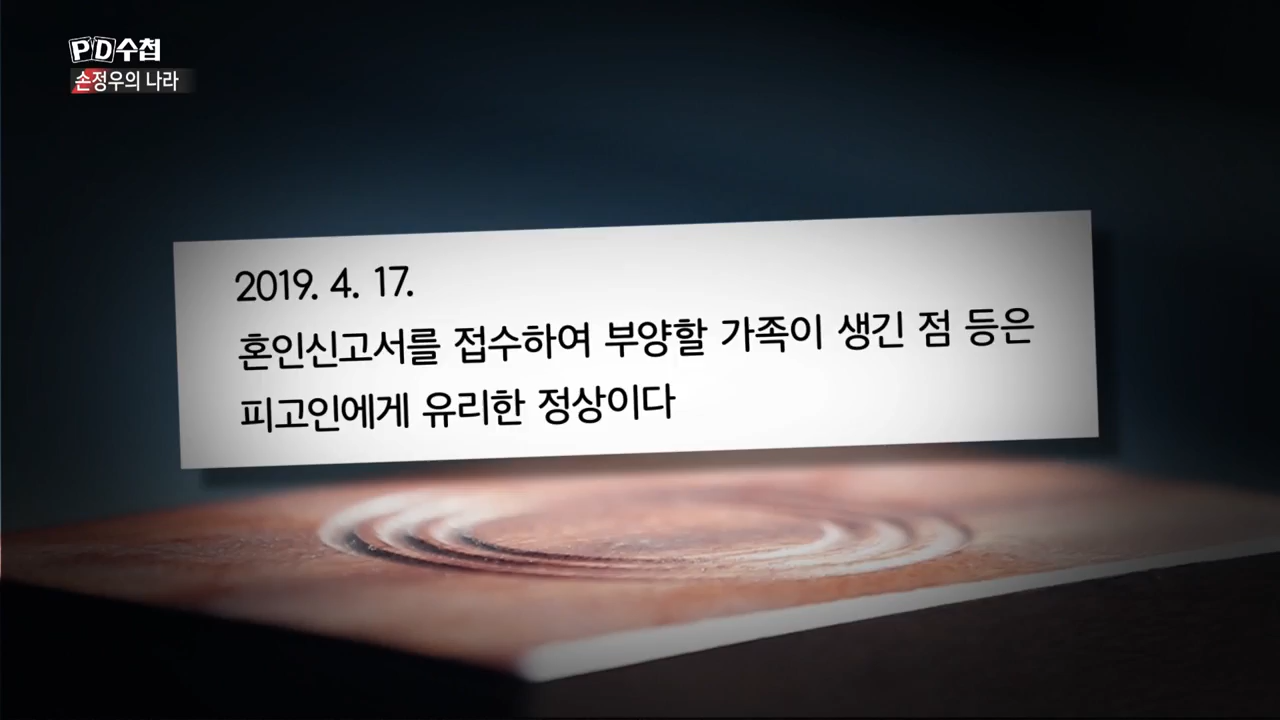 PD수첩
손정우의 나라
2019. 4. 17.
혼인신고서를 접수하여 부양할 가족이 생긴 점 등은
피고인에게 유리한 정상이다